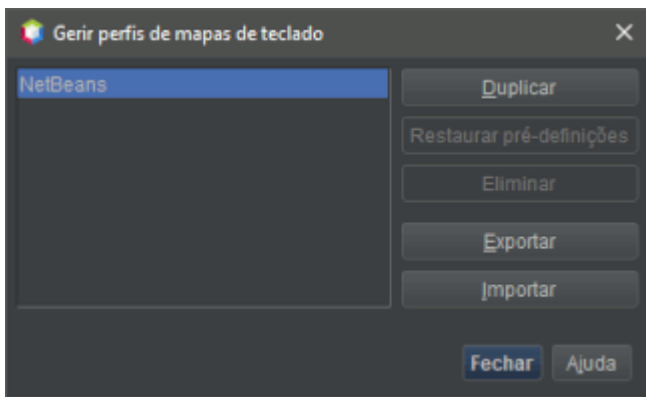 Gerir perfis de mapas de teclado
NetBeans
Duplicar
Restaurar pré-definições
Eliminar
Exportar
Importar
Fechar
Ajuda